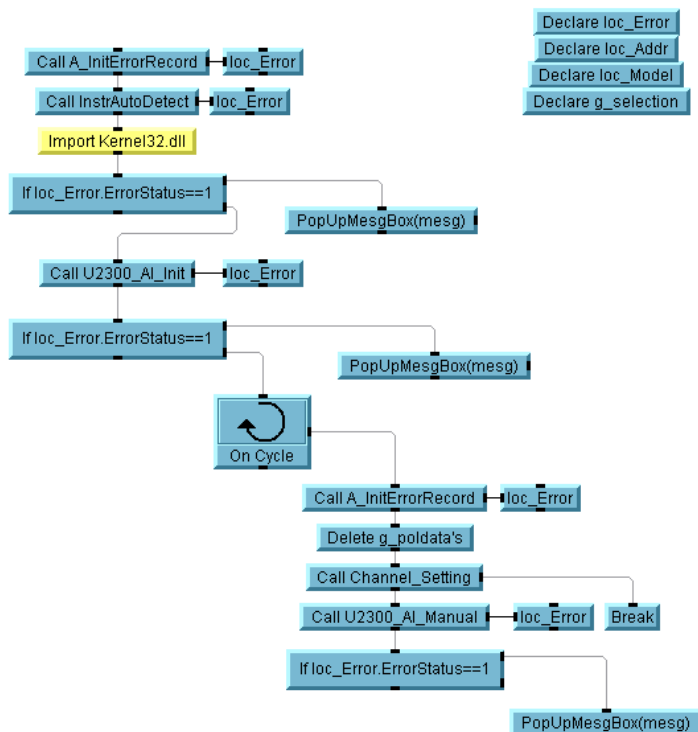 Declare loc_Error
Declare loc_Addr
Declare loc_Model
Declare g_selection
Call A_InitErrorRecord loc_Error
Call InstrAutoDetect loc_Error
Import Kernel32.dll
If loc_Error.ErrorStatus==1
PopUpMesgBox(mesg)
Call U2300_AI_Init loc_Error
If loc_Error.ErrorStatus==1
PopUpMesgBox(mesg)
On Cycle
Call A_InitErrorRecord loc_Error
Delete g_poldata's
Call Channel_Setting
Call U2300_AI_Manual loc_Error Break
If loc_Error.ErrorStatus==1
PopUpMesgBox(mesg)